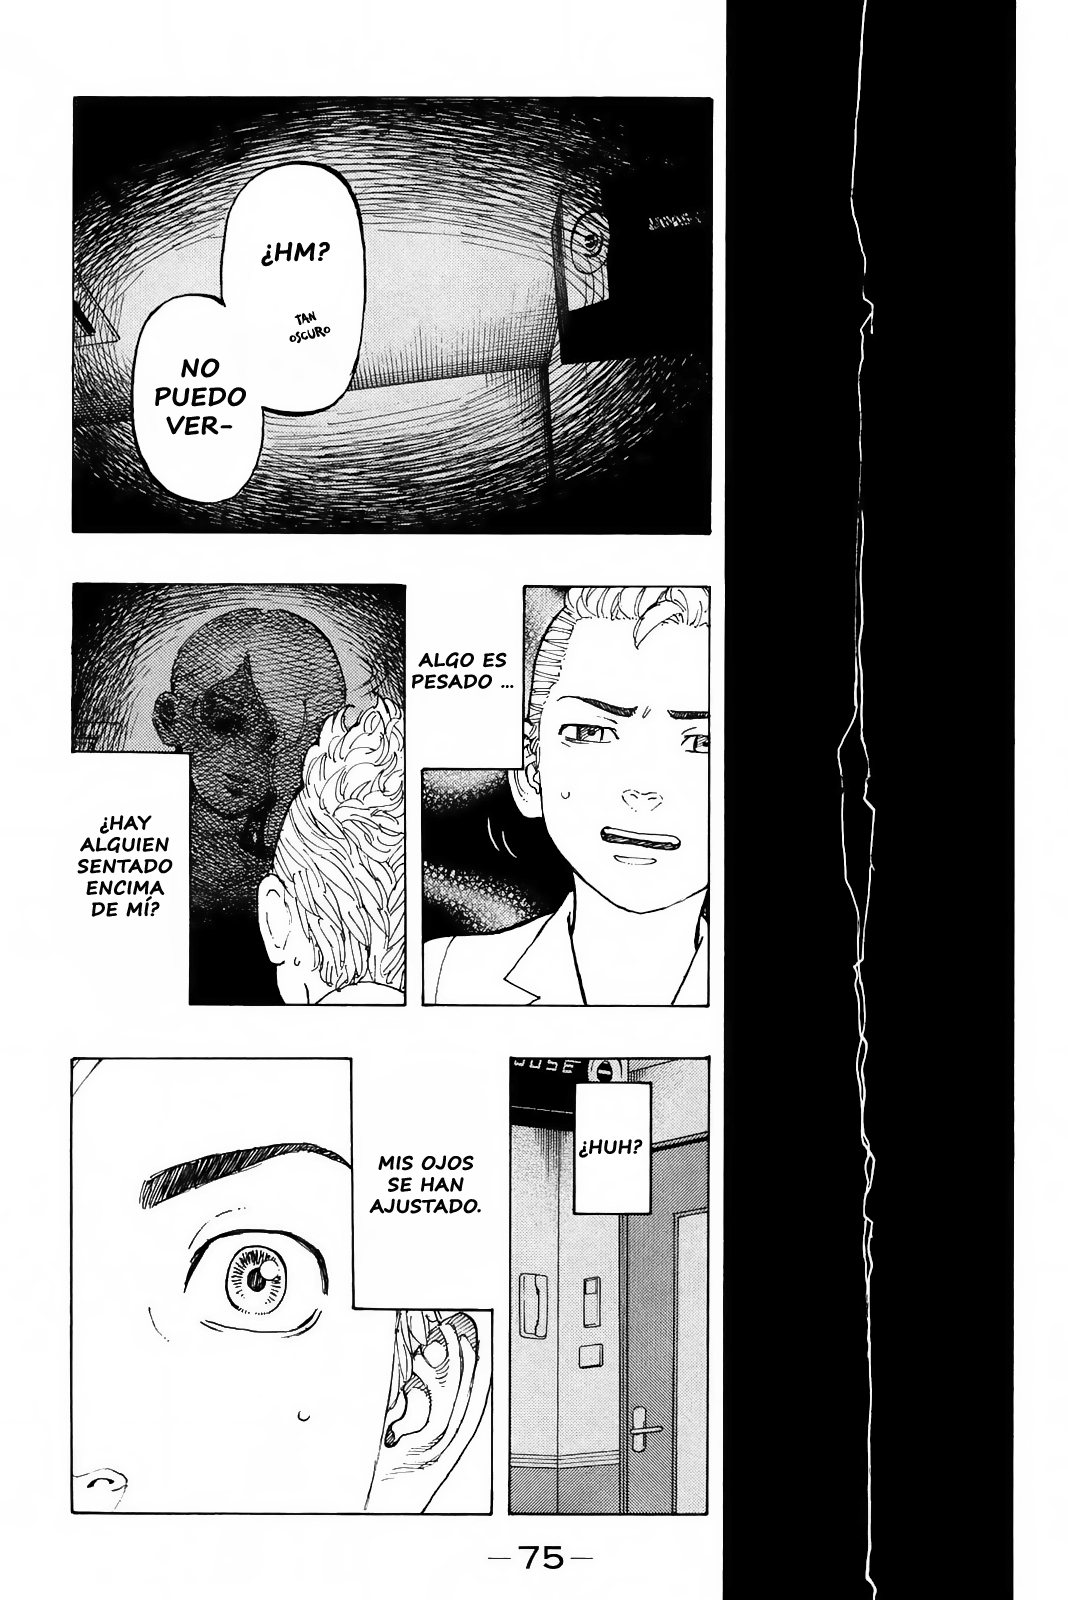 ¿HM?
TAN
OSCURO
NO
PUEDO
VER-
ALGO ES
PESADO ...
¿HAY
ALGUIEN
SENTADO
ENCIMA
DE MÍ?
¿HUH?
MIS OJOS
SE HAN
AJUSTADO.
-75-